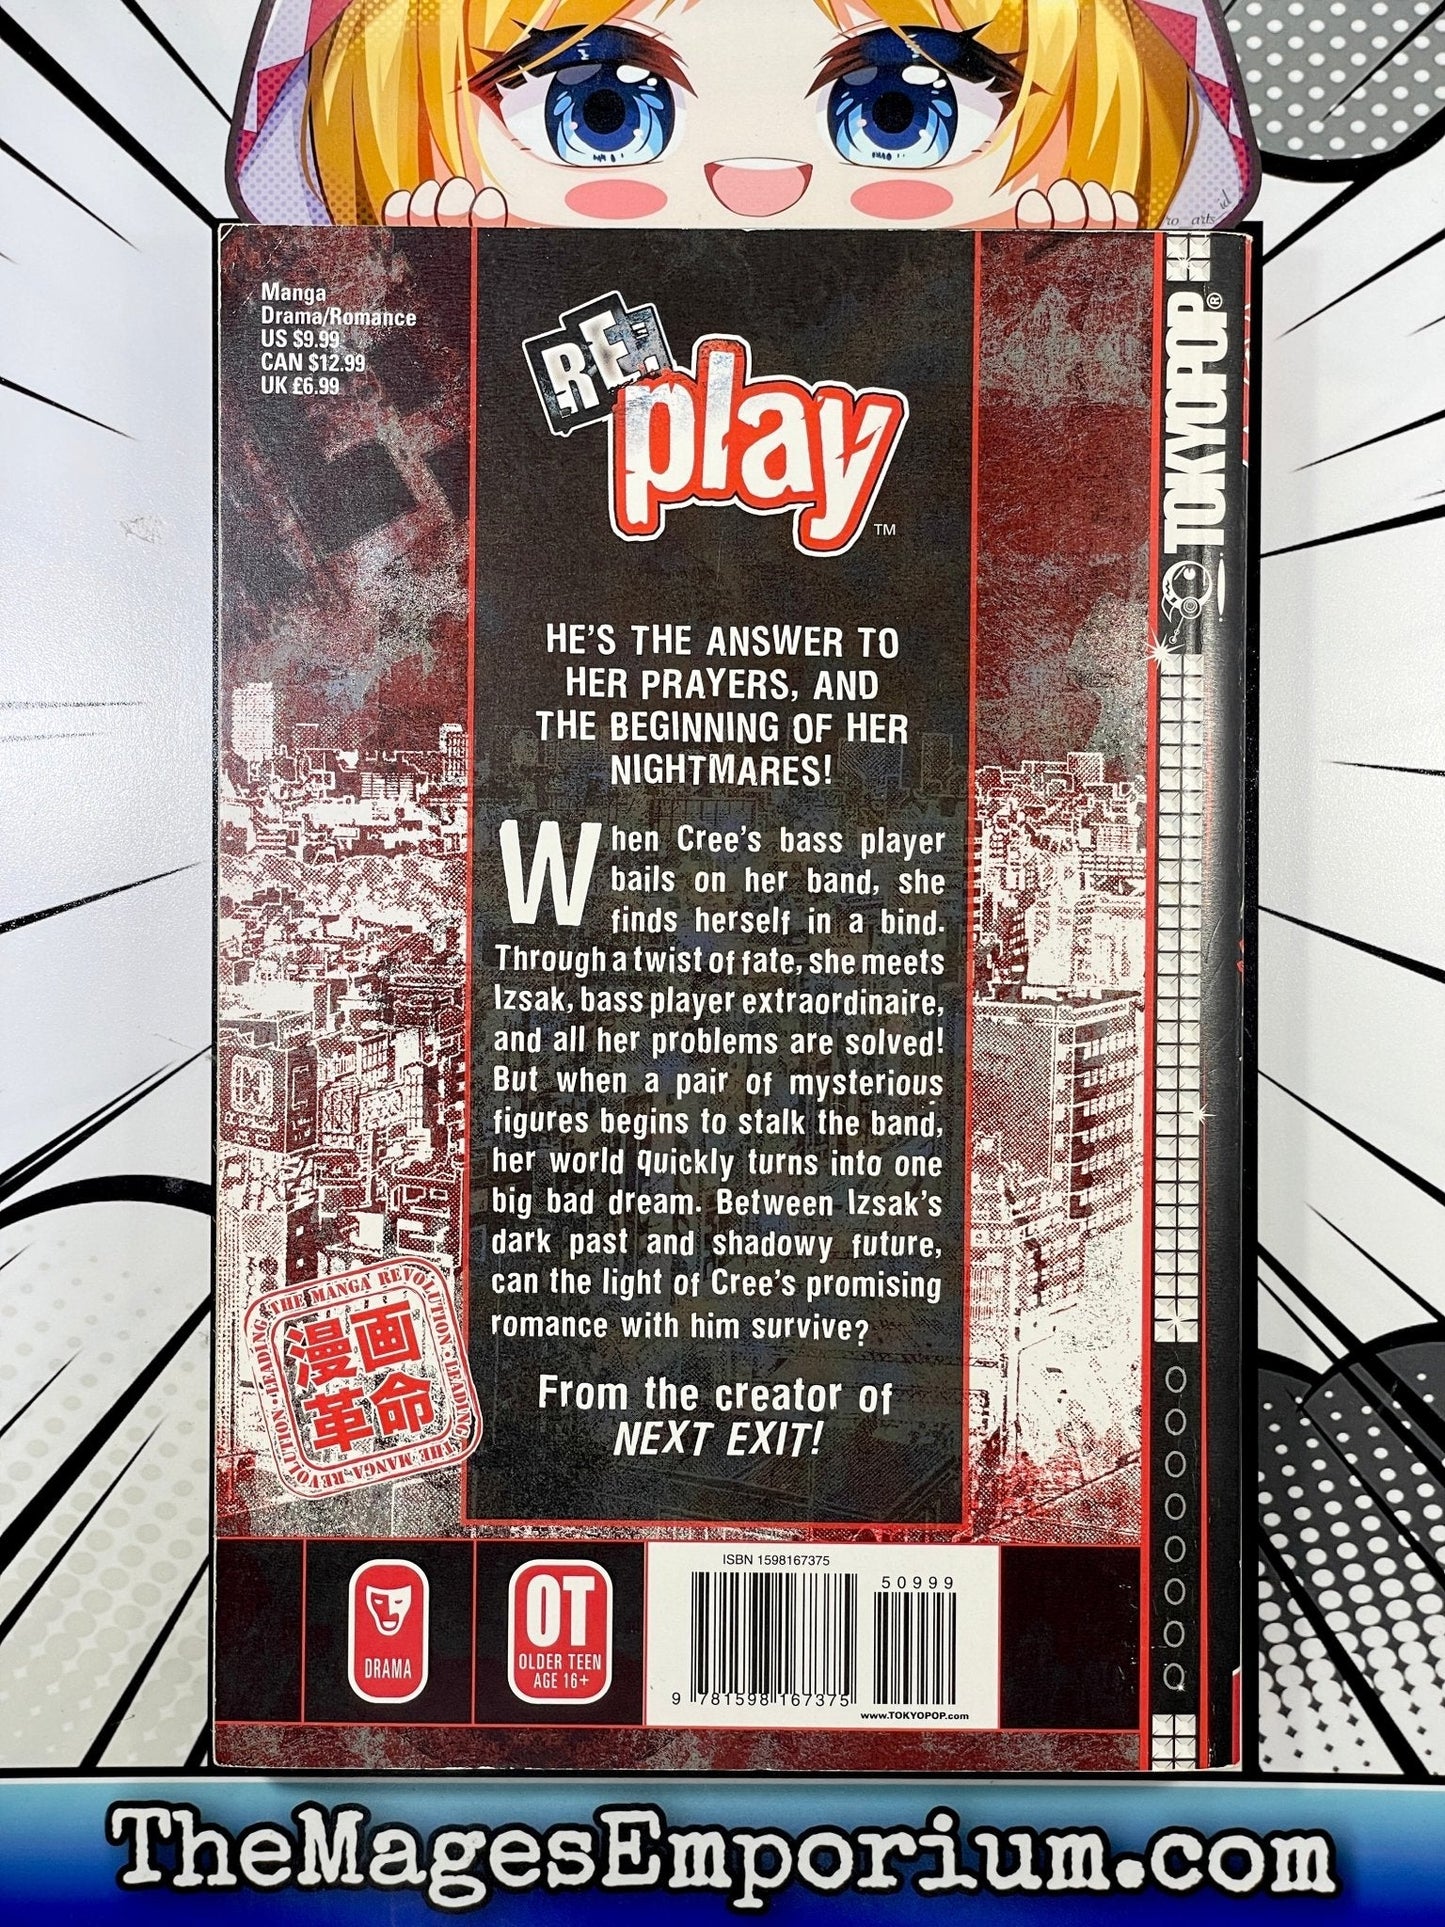 ro_arts_id
Manga
Drama/Romance
US $9.99
CAN $12.99
UK £6.99
RE:
play
™
TOKYOPOP®
HE'S THE ANSWER TO
HER PRAYERS, AND
THE BEGINNING OF HER
NIGHTMARES!
When Cree's bass player
bails on her band, she
finds herself in a bind.
Through a twist of fate, she meets
Izsak, bass player extraordinaire,
and all her problems are solved!
But when a pair of mysterious
figures begins to stalk the band,
her world quickly turns into one
big bad dream. Between Izsak's
dark past and shadowy future,
can the light of Cree's promising
romance with him survive?
From the creator of
NEXT EXIT!
LEADING THE MANGA REVOLUTION • LEADING THE MANGA REVOLUTION •
漫画
革命
DRAMA
OT
OLDER TEEN
AGE 16+
ISBN 1598167375
50999
9 781598 167375
www.TOKYOPOP.com
TheMagesEmporium.com